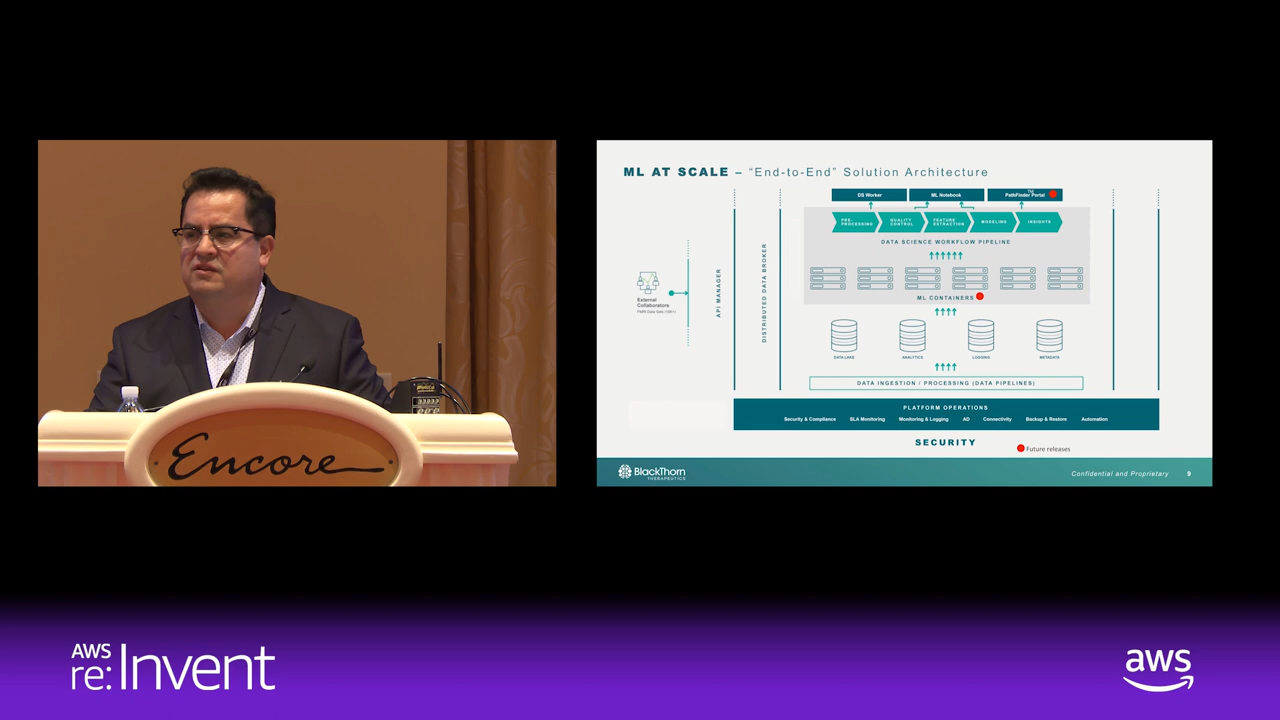 Encore
ML AT SCALE – “End-to-End” Solution Architecture
DS Worker
ML Notebook
PathFinder Portal
TM
PRE-PROCESSING
QUALITY CONTROL
FEATURE EXTRACTION
MODELING
INSIGHTS
DATA SCIENCE WORKFLOW PIPELINE
ML CONTAINERS
External
Collaborators
API MANAGER
DISTRIBUTED DATA BROKER
DATA LAKE
ANALYTICS
LOGGING
METADATA
DATA INGESTION / PROCESSING (DATA PIPELINES)
PLATFORM OPERATIONS
Security & Compliance SLA Monitoring Monitoring & Logging AD Connectivity Backup & Restore Automation
SECURITY
Future releases
BlackThorn
THERAPEUTICS
Confidential and Proprietary 9
AWS
re:Invent
aws